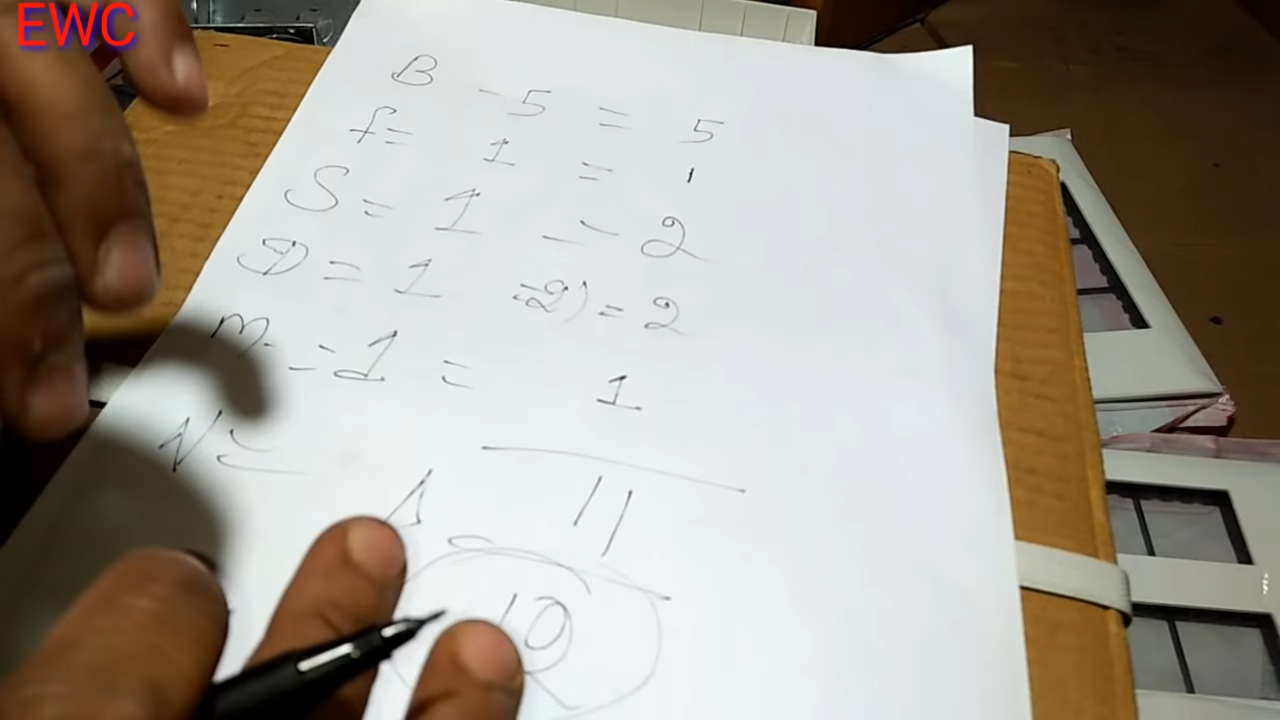 EWC
B - 5 = 5
f = 1 = 1
S = 1 - - 2
D = 1 -2) = 2
m - = 1 = 1
N =
11
10